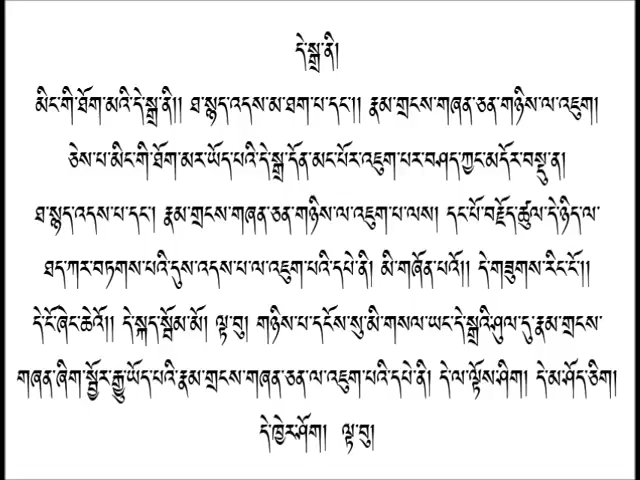 དེ་སྒྲ་ནི།
མིང་གི་ཐོག་མའི་དེ་སྒྲ་ནི།། ཐ་སྙད་འདས་མ་ཐག་པ་དང་།། རྣམ་གྲངས་གཞན་ཅན་གཉིས་ལ་འཇུག།
ཅེས་པ་མིང་གི་ཐོག་མར་ཡོད་པའི་དེ་སྒྲ་དོན་མང་པོར་འཇུག་པར་བཤད་ཀྱང་མདོར་བསྡུ་ན།
ཐ་སྙད་འདས་པ་དང་། རྣམ་གྲངས་གཞན་ཅན་གཉིས་ལ་འཇུག་པ་ལས། དང་པོ་བརྗོད་ཚུལ་དེ་ཉིད་ལ་
ཐད་ཀར་བཏགས་པའི་དུས་འདས་པ་ལ་འཇུག་པའི་དཔེ་ནི། མི་གཞོན་པའོ།། དེ་གཟུགས་རིང་ངོ་།།
དེ་ངོ་ཞེང་ཆེའོ།། དེ་སྐད་སྦོམ་མོ། ལྟ་བུ། གཉིས་པ་དངོས་སུ་མི་གསལ་ཡང་དེ་སྒྲའི་ཤུལ་དུ་རྣམ་གྲངས་
གཞན་ཞིག་སྦྱོར་རྒྱུ་ཡོད་པའི་རྣམ་གྲངས་གཞན་ཅན་ལ་འཇུག་པའི་དཔེ་ནི། དེ་ལ་ལྟོས་ཤིག། དེ་མ་ཤོད་ཅིག།
དེ་ཁྱེར་ཤོག། ལྟ་བུ།